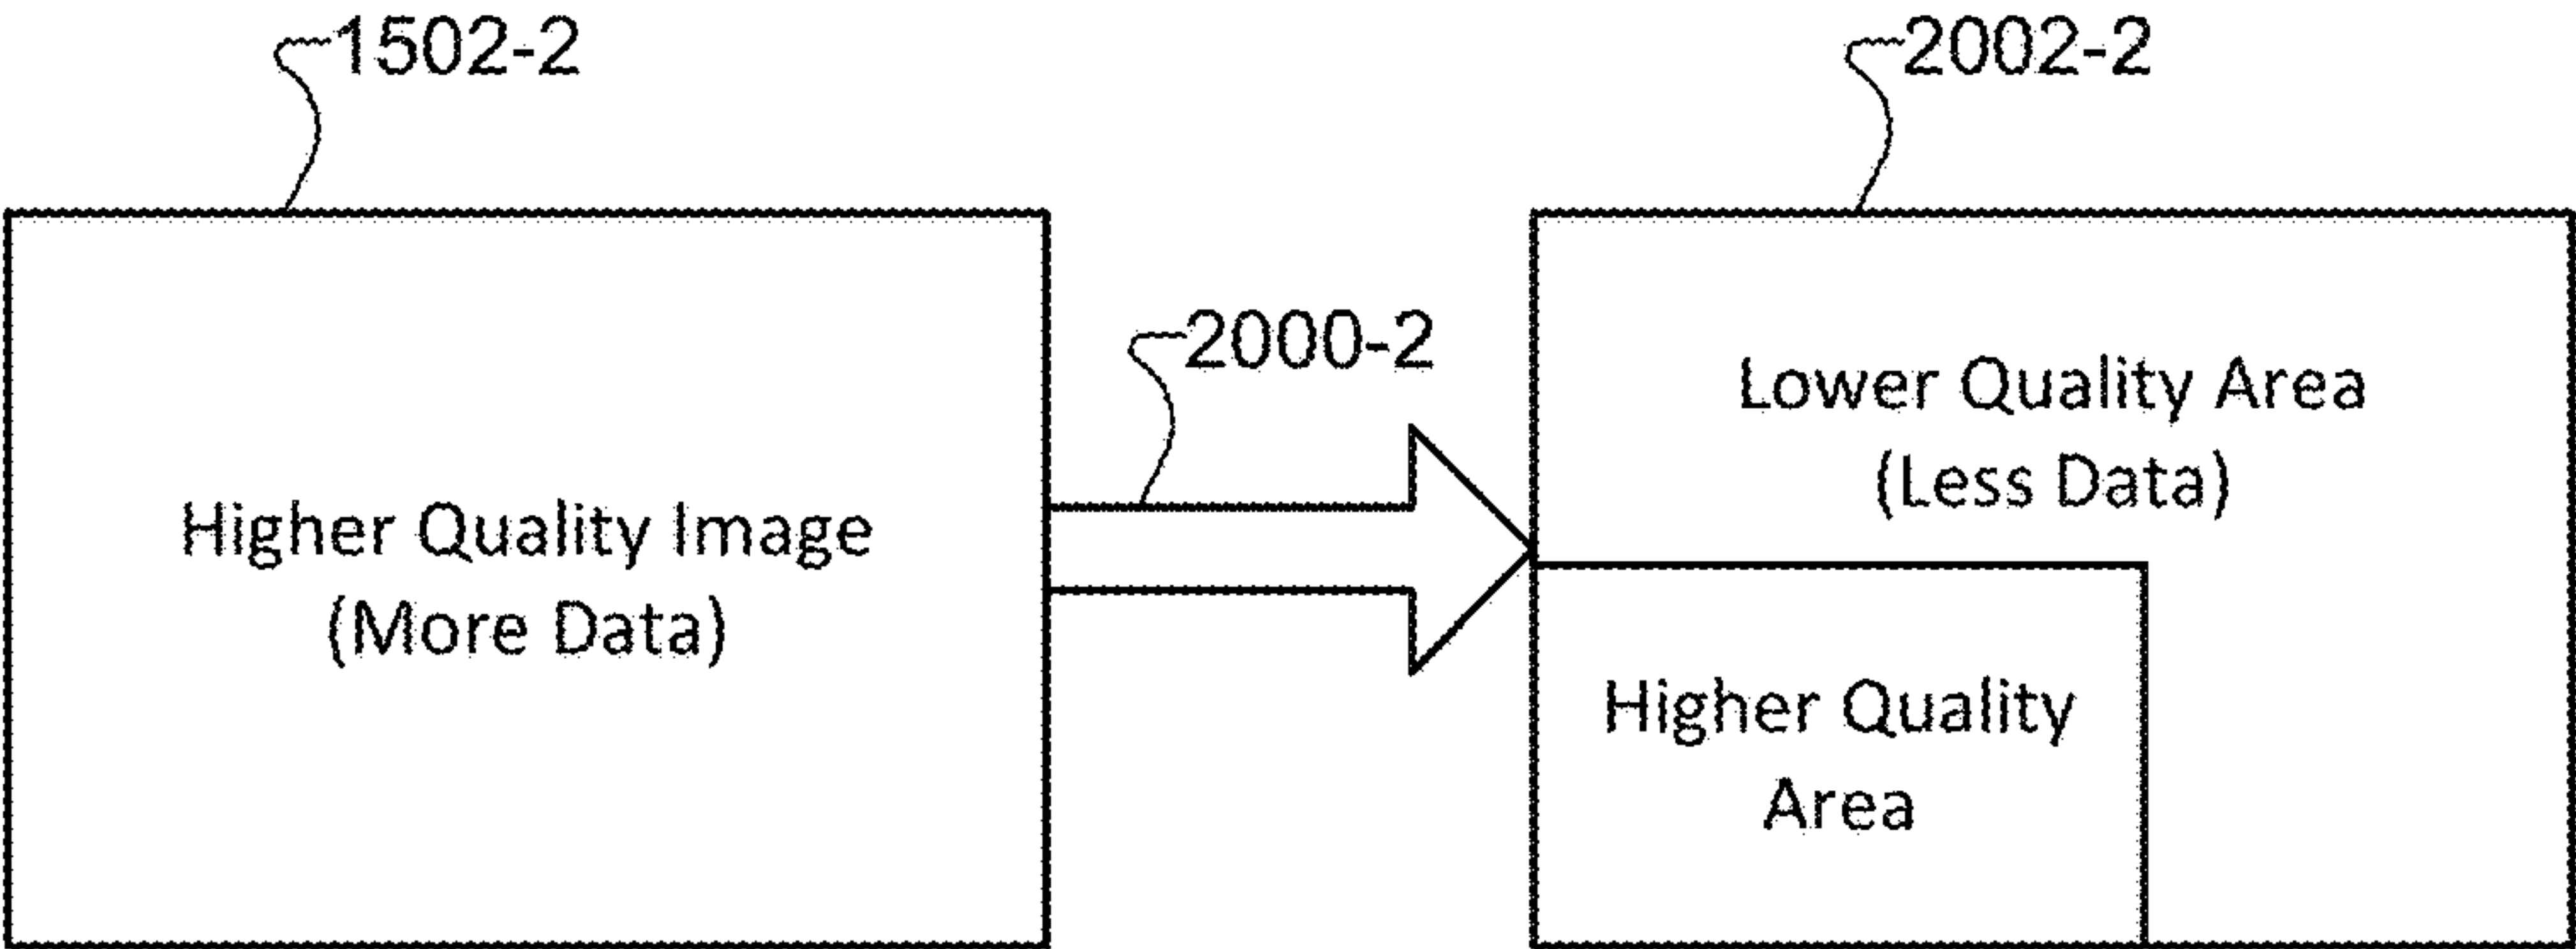 1502-2
2002-2
2000-2
Higher Quality Image
(More Data)
Lower Quality Area
(Less Data)
Higher Quality
Area